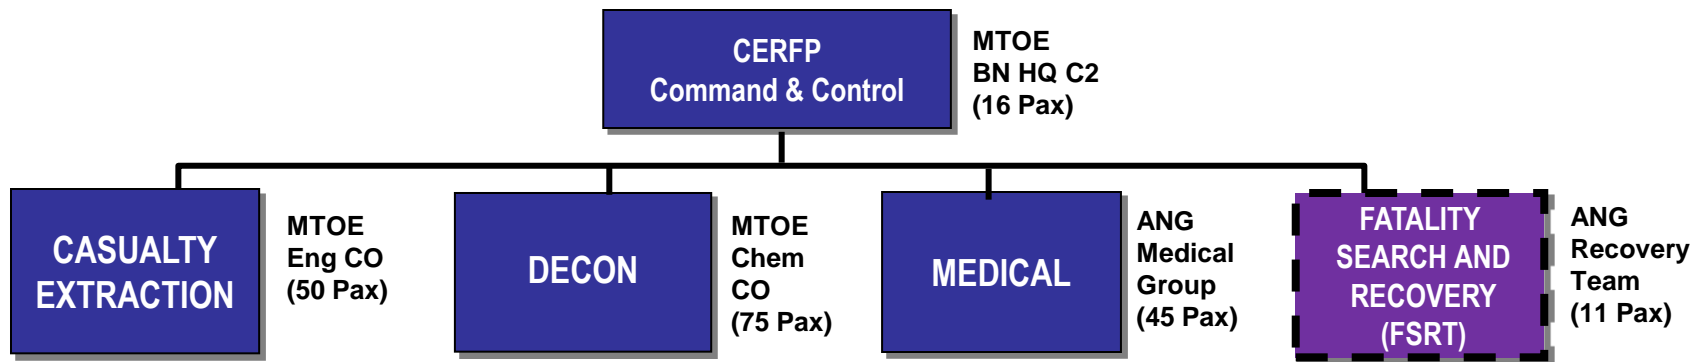 CERFP
Command & Control
MTOE
BN HQ C2
(16 Pax)
CASUALTY
EXTRACTION
MTOE
Eng CO
(50 Pax)
DECON
MTOE
Chem
CO
(75 Pax)
MEDICAL
ANG
Medical
Group
(45 Pax)
FATALITY
SEARCH AND
RECOVERY
(FSRT)
ANG
Recovery
Team
(11 Pax)